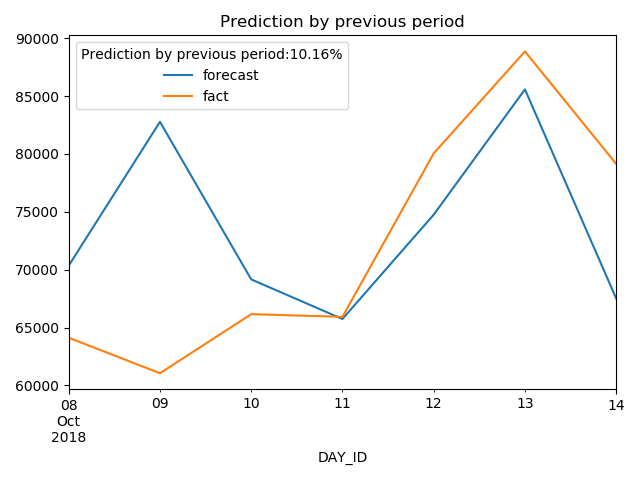 Prediction by previous period
Prediction by previous period:10.16%
forecast
fact
90000
85000
80000
75000
70000
65000
60000
08 09 10 11 12 13 14
Oct
2018
DAY_ID